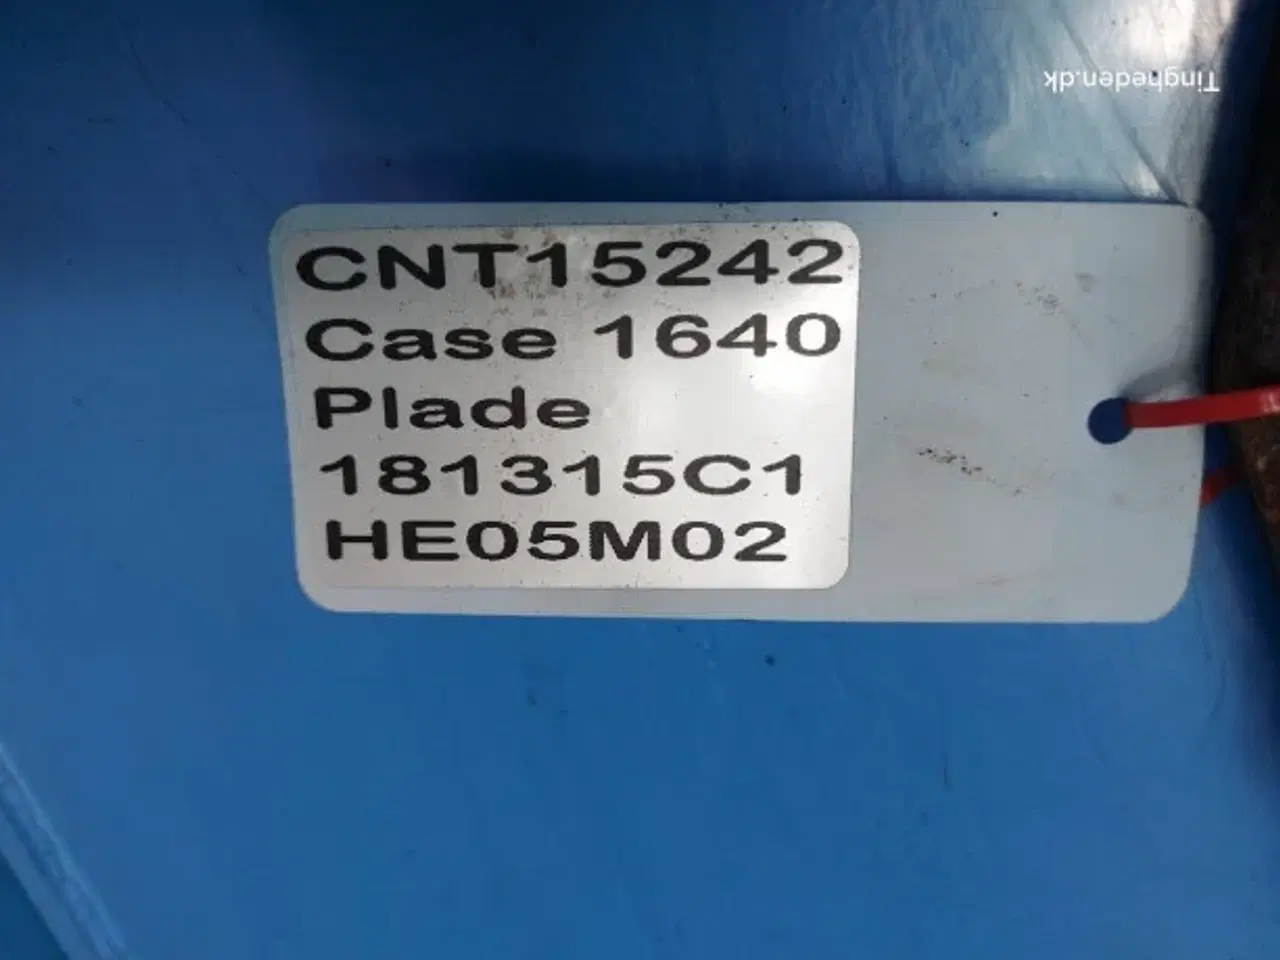 Tingheden.dk
CNT15242
Case 1640
Plade
181315C1
HE05M02